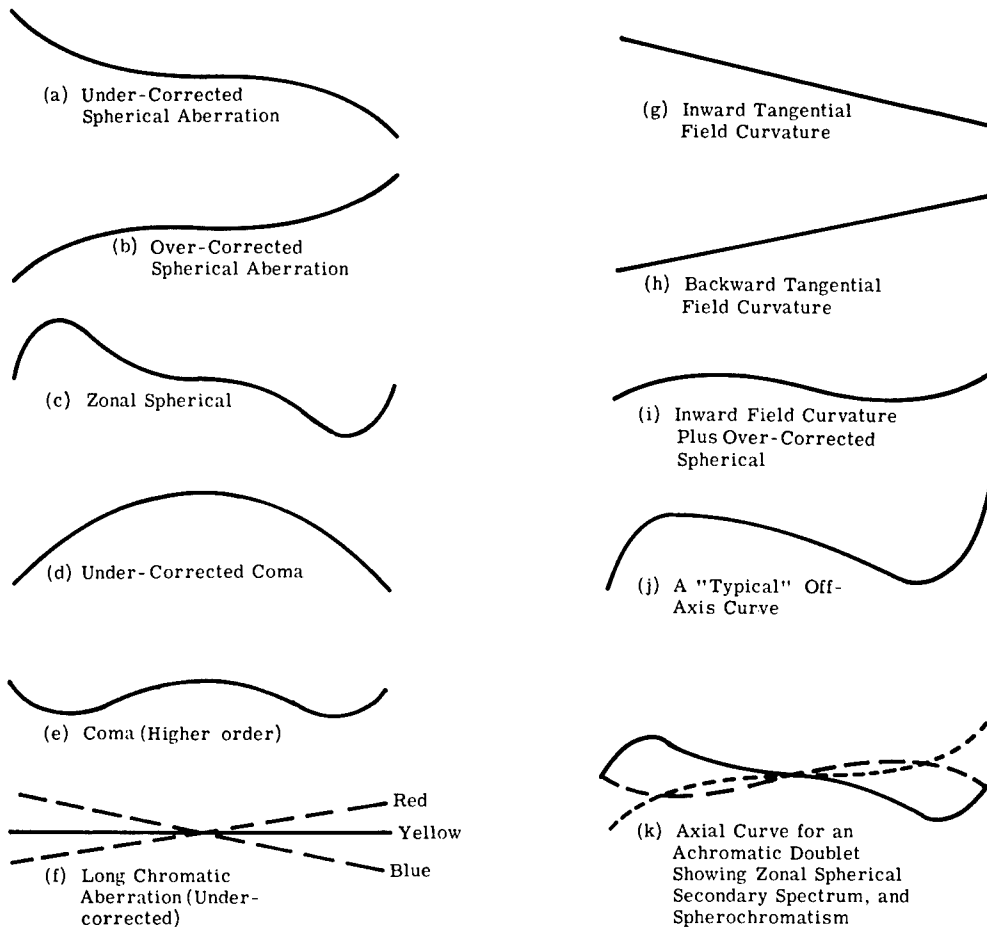 (a) Under-Corrected
Spherical Aberration
(b) Over-Corrected
Spherical Aberration
(c) Zonal Spherical
(d) Under-Corrected Coma
(e) Coma (Higher order)
Red
Yellow
Blue
(f) Long Chromatic
Aberration (Under-
corrected)
(g) Inward Tangential
Field Curvature
(h) Backward Tangential
Field Curvature
(i) Inward Field Curvature
Plus Over-Corrected
Spherical
(j) A "Typical" Off-
Axis Curve
(k) Axial Curve for an
Achromatic Doublet
Showing Zonal Spherical
Secondary Spectrum, and
Spherochromatism